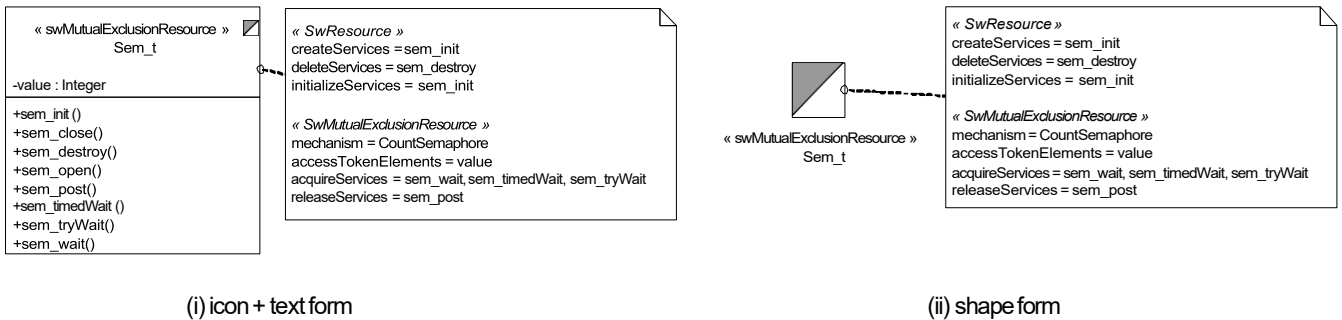 « swMutualExclusionResource »
Sem_t
-value : Integer
+sem_init ()
+sem_close()
+sem_destroy()
+sem_open()
+sem_post()
+sem_timedWait ()
+sem_tryWait()
+sem_wait()
« SwResource »
createServices = sem_init
deleteServices = sem_destroy
initializeServices = sem_init
« SwMutualExclusionResource »
mechanism = CountSemaphore
accessTokenElements = value
acquireServices = sem_wait, sem_timedWait, sem_tryWait
releaseServices = sem_post
(i) icon + text form
« swMutualExclusionResource »
Sem_t
« SwResource »
createServices = sem_init
deleteServices = sem_destroy
initializeServices = sem_init
« SwMutualExclusionResource »
mechanism = CountSemaphore
accessTokenElements = value
acquireServices = sem_wait, sem_timedWait, sem_tryWait
releaseServices = sem_post
(ii) shape form